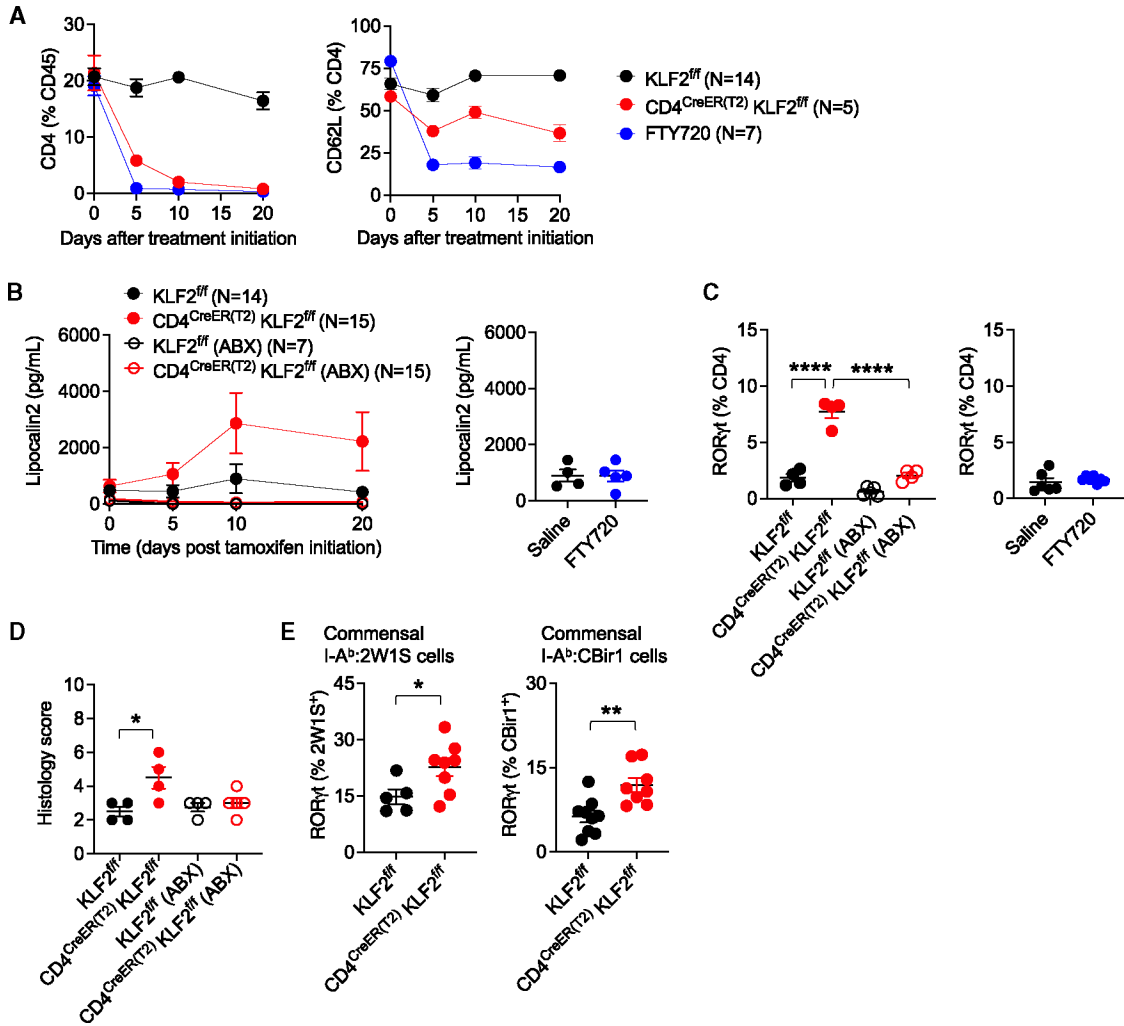 A
CD4 (% CD45)
30
20
10
0
0 5 10 15 20
Days after treatment initiation
CD62L (% CD4)
100
75
50
25
0
0 5 10 15 20
Days after treatment initiation
KLF2f/f (N=14)
CD4CreER(T2) KLF2f/f (N=5)
FTY720 (N=7)
B
KLF2f/f (N=14)
CD4CreER(T2) KLF2f/f (N=15)
KLF2f/f (ABX) (N=7)
CD4CreER(T2) KLF2f/f (ABX) (N=15)
Lipocalin2 (pg/mL)
6000
4000
2000
0
0 5 10 20
Time (days post tamoxifen initiation)
Lipocalin2 (pg/mL)
6000
4000
2000
0
Saline
FTY720
C
RORγt (% CD4)
15
10
5
0
**** ****
KLF2f/f
CD4CreER(T2) KLF2f/f
KLF2f/f (ABX)
CD4CreER(T2) KLF2f/f (ABX)
RORγt (% CD4)
15
10
5
0
Saline
FTY720
D
Histology score
10
8
6
4
2
0
*
KLF2f/f
CD4CreER(T2) KLF2f/f
KLF2f/f (ABX)
CD4CreER(T2) KLF2f/f (ABX)
E
Commensal
I-Ab:2W1S cells
RORγt (% 2W1S+)
45
30
15
0
*
KLF2f/f
CD4CreER(T2) KLF2f/f
Commensal
I-Ab:CBir1 cells
RORγt (% CBir1+)
30
15
0
**
KLF2f/f
CD4CreER(T2) KLF2f/f